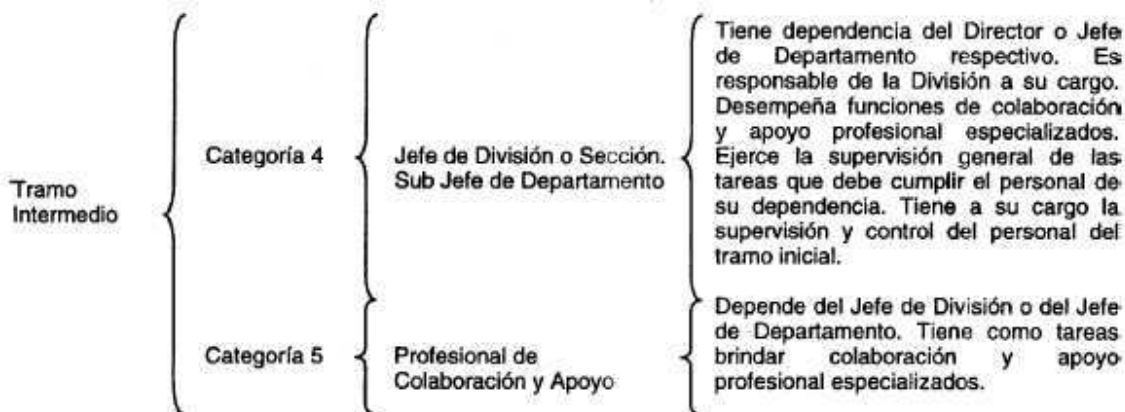 Tramo
Intermedio
Categoría 4
Jefe de División o Sección.
Sub Jefe de Departamento
Tiene dependencia del Director o Jefe
de Departamento respectivo. Es
responsable de la División a su cargo.
Desempeña funciones de colaboración
y apoyo profesional especializados.
Ejerce la supervisión general de las
tareas que debe cumplir el personal de
su dependencia. Tiene a su cargo la
supervisión y control del personal del
tramo inicial.
Categoría 5
Profesional de
Colaboración y Apoyo
Depende del Jefe de División o del Jefe
de Departamento. Tiene como tareas
brindar colaboración y apoyo
profesional especializados.